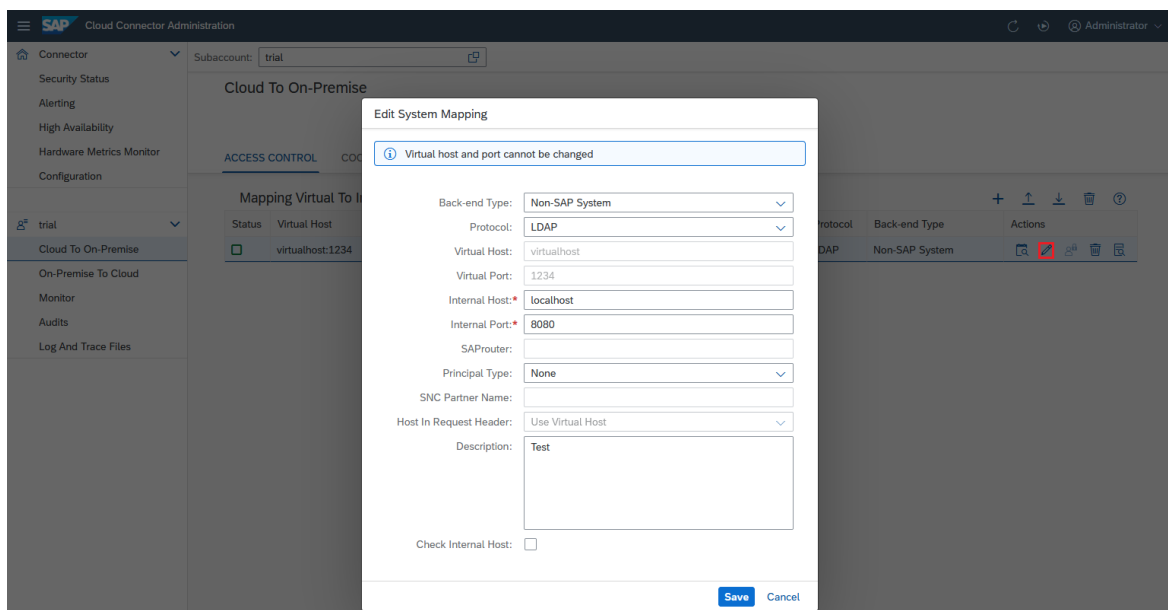 SAP Cloud Connector Administration
Administrator
Connector
Security Status
Alerting
High Availability
Hardware Metrics Monitor
Configuration
trial
Cloud To On-Premise
On-Premise To Cloud
Monitor
Audits
Log And Trace Files
Subaccount: trial
Cloud To On-Premise
ACCESS CONTROL
Mapping Virtual To
Status Virtual Host Back-end Type Actions
virtualhost:1234 Non-SAP System
Edit System Mapping
Virtual host and port cannot be changed
Back-end Type: Non-SAP System
Protocol: LDAP
Virtual Host: virtualhost
Virtual Port: 1234
Internal Host:* localhost
Internal Port:* 8080
SAProuter:
Principal Type: None
SNC Partner Name:
Host In Request Header: Use Virtual Host
Description: Test
Check Internal Host:
Save Cancel